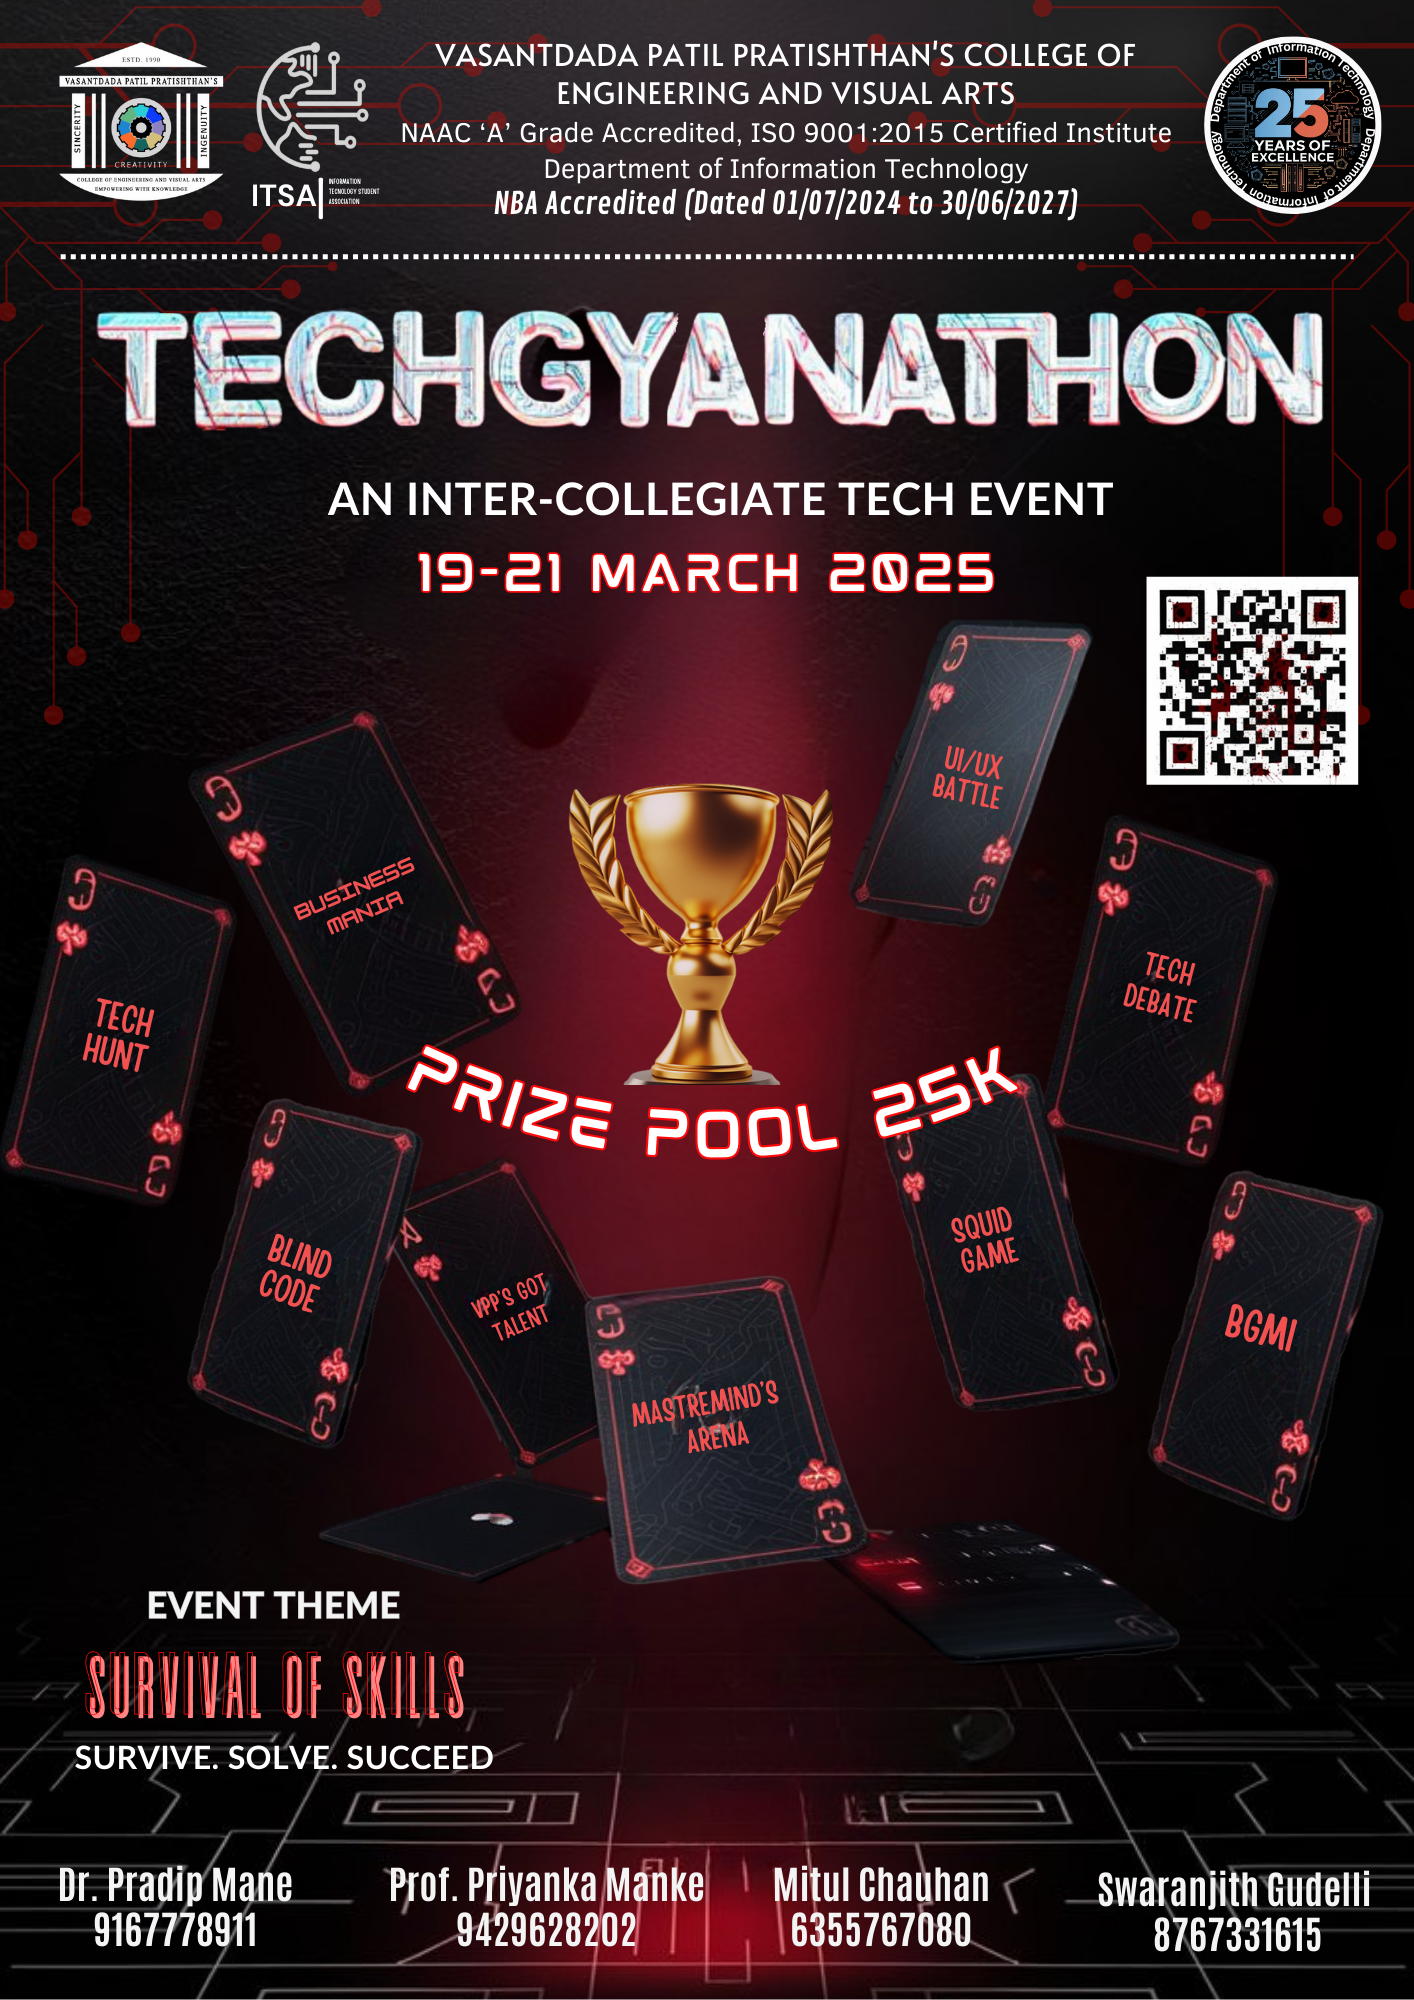 ESTD. 1990
VASANTDADA PATIL PRATISHTHAN'S
SINCERITY
CREATIVITY
INGENUITY
COLLEGE OF ENGINEERING AND VISUAL ARTS
EMPOWERING WITH KNOWLEDGE
ITSA
INFORMATION
TECNOLOGY STUDENT
ASSOCIATION
VASANTDADA PATIL PRATISHTHAN'S COLLEGE OF
ENGINEERING AND VISUAL ARTS
NAAC ‘A’ Grade Accredited, ISO 9001:2015 Certified Institute
Department of Information Technology
NBA Accredited (Dated 01/07/2024 to 30/06/2027)
Department of Information Technology
Department of Information Technology
25
YEARS OF
EXCELLENCE
TECHGYANATHON
AN INTER-COLLEGIATE TECH EVENT
19-21 MARCH 2025
UI/UX
BATTLE
BUSINESS
MANIA
TECH
HUNT
TECH
DEBATE
PRIZE POOL 25K
BLIND
CODE
A
VPP'S GOT
TALENT
SQUID
GAME
MASTREMIND'S
ARENA
BGMI
EVENT THEME
SURVIVAL OF SKILLS
SURVIVE. SOLVE. SUCCEED
Dr. Pradip Mane
9167778911
Prof. Priyanka Manke
9429628202
Mitul Chauhan
6355767080
Swaranjith Gudelli
8767331615